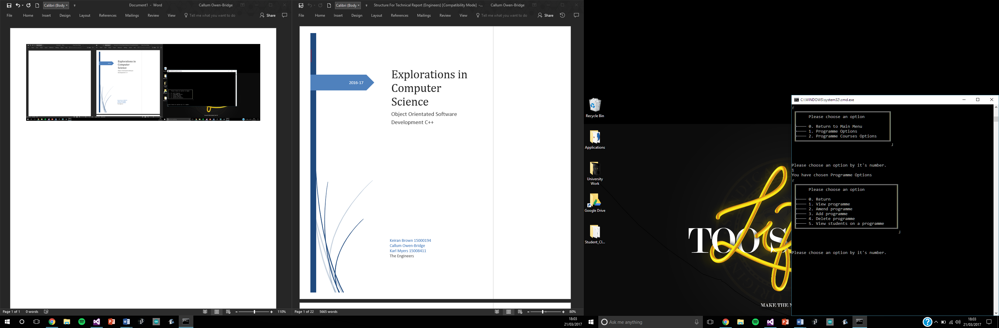 Calibri (Body
Document1 - Word
Callum Owen-Bridge
File Home Insert Design Layout References Mailings Review View Tell me what you want to do Share
Explorations in
Computer
Science
Object Orientated Software
Development C++
Page 1 of 1 0 words
110%
Calibri (Body
Structure For Technical Report (Engineers) [Compatibility Mode] -...
Callum Owen-Bridge
File Home Insert Design Layout References Mailings Review View Tell me what you want to do Share
2016-17
Explorations in
Computer
Science
Object Orientated Software
Development C++
Keiran Brown 15000194
Callum Owen-Bridge
Karl Myers 15008411
The Engineers
Page 1 of 22 5665 words
80%
18:03
21/03/2017
Recycle Bin
Applications
University
Work
Google Drive
Student_Cl...
TOO S
MAKE THE M
C:\WINDOWS\system32\cmd.exe
Please choose an option
0. Return to Main Menu
1. Programme Options
2. Programme Courses Options
Please choose an option by it's number.
1
You have chosen Programme Options
Please choose an option
0. Return
1. View programme
2. Amend programme
3. Add programme
4. Delete programme
5. View students on a programme
Please choose an option by it's number.
Ask me anything
18:03
21/03/2017